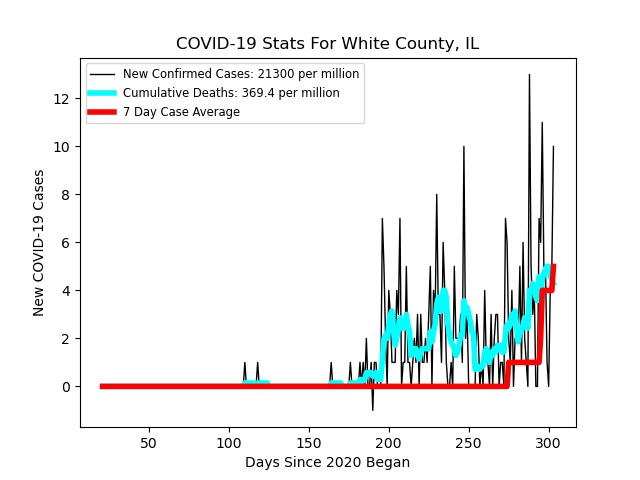 COVID-19 Stats For White County, IL
New Confirmed Cases: 21300 per million
Cumulative Deaths: 369.4 per million
7 Day Case Average
New COVID-19 Cases
12
10
8
6
4
2
0
50 100 150 200 250 300
Days Since 2020 Began